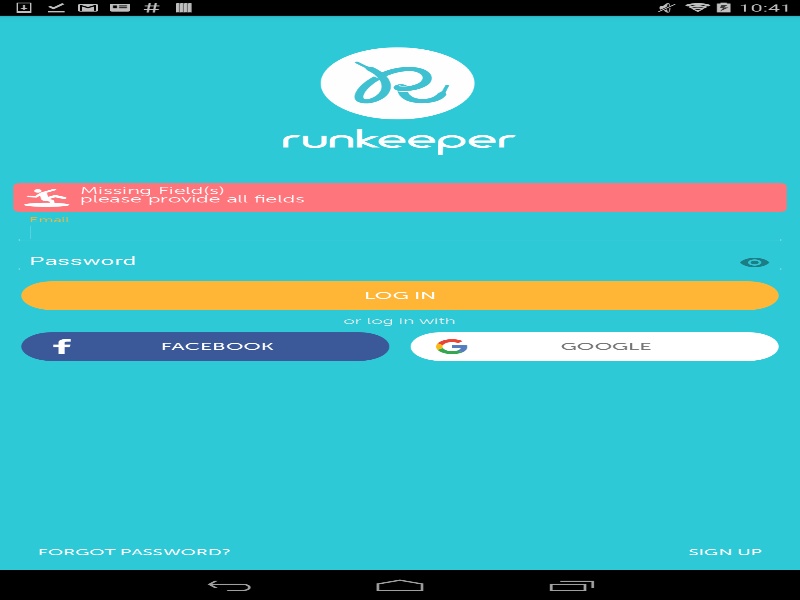 10:41
runkeeper
Missing Field(s)
please provide all fields
Email
Password
LOG IN
or log in with
FACEBOOK
GOOGLE
FORGOT PASSWORD?
SIGN UP